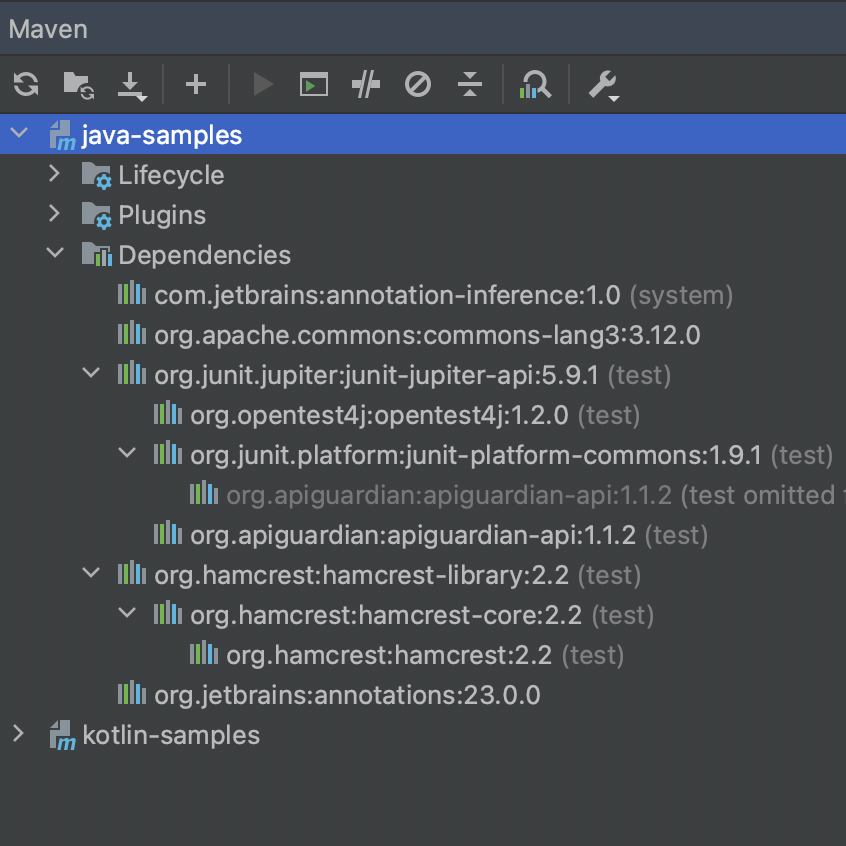 Maven
java-samples
Lifecycle
Plugins
Dependencies
com.jetbrains:annotation-inference:1.0 (system)
org.apache.commons:commons-lang3:3.12.0
org.junit.jupiter:junit-jupiter-api:5.9.1 (test)
org.opentest4j:opentest4j:1.2.0 (test)
org.junit.platform:junit-platform-commons:1.9.1 (test)
org.apiguardian:apiguardian-api:1.1.2 (test omitted
org.apiguardian:apiguardian-api:1.1.2 (test)
org.hamcrest:hamcrest-library:2.2 (test)
org.hamcrest:hamcrest-core:2.2 (test)
org.hamcrest:hamcrest:2.2 (test)
org.jetbrains:annotations:23.0.0
kotlin-samples